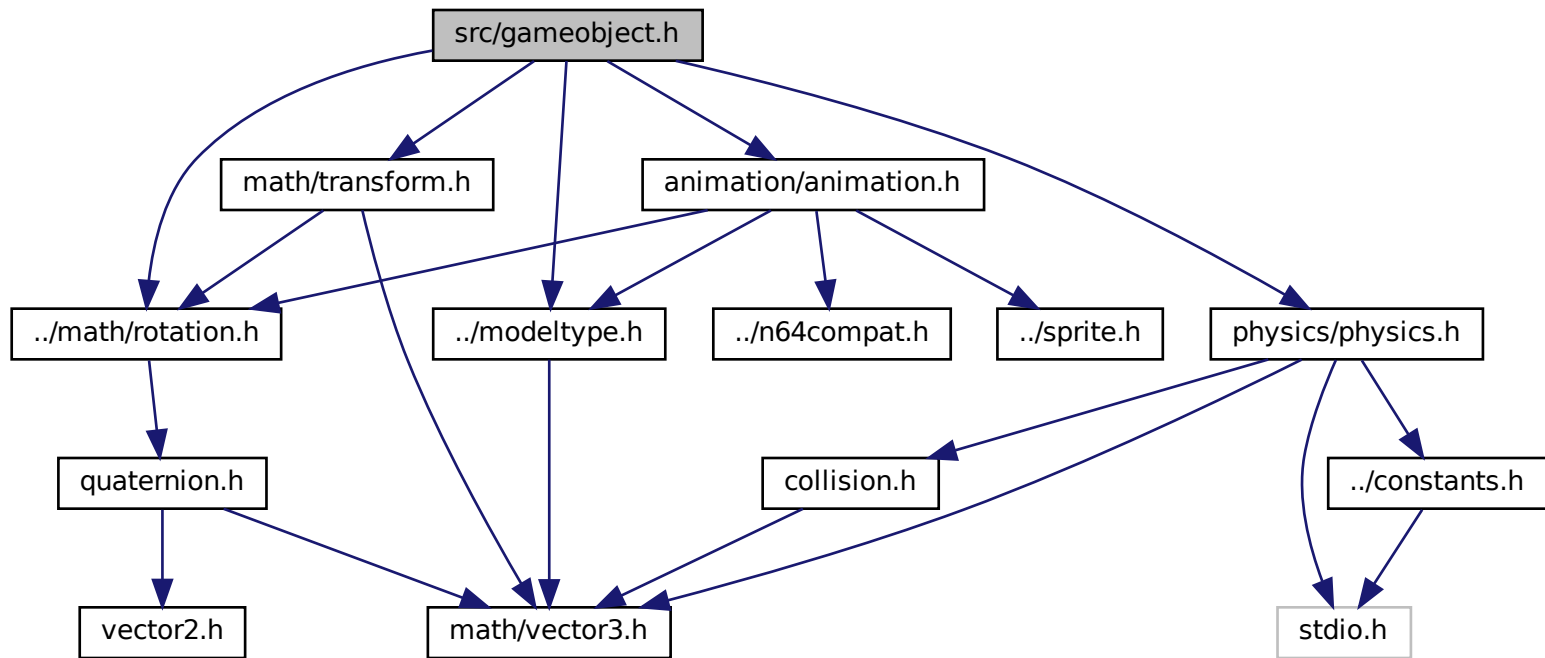 src/gameobject.h
math/transform.h
animation/animation.h
../math/rotation.h
../modeltype.h
../n64compat.h
../sprite.h
physics/physics.h
quaternion.h
collision.h
../constants.h
vector2.h
math/vector3.h
stdio.h